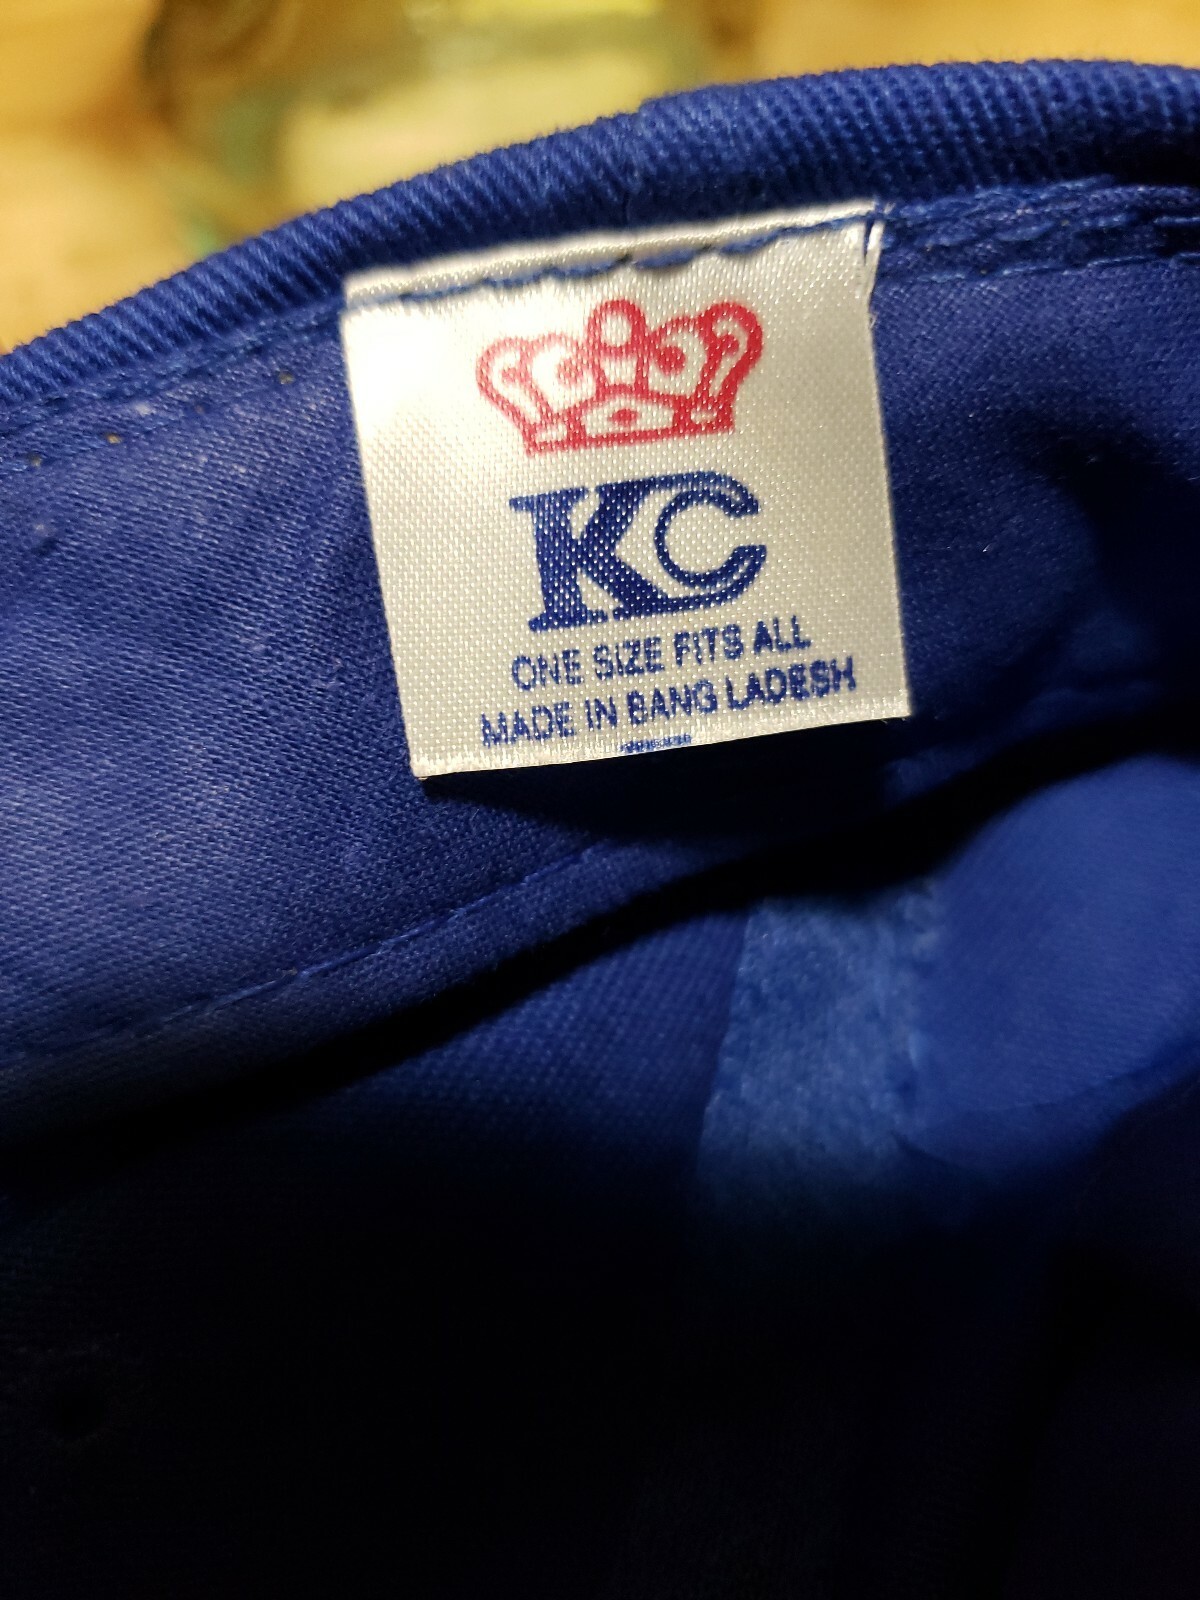 KC
ONE SIZE FITS ALL
MADE IN BANG LADESH